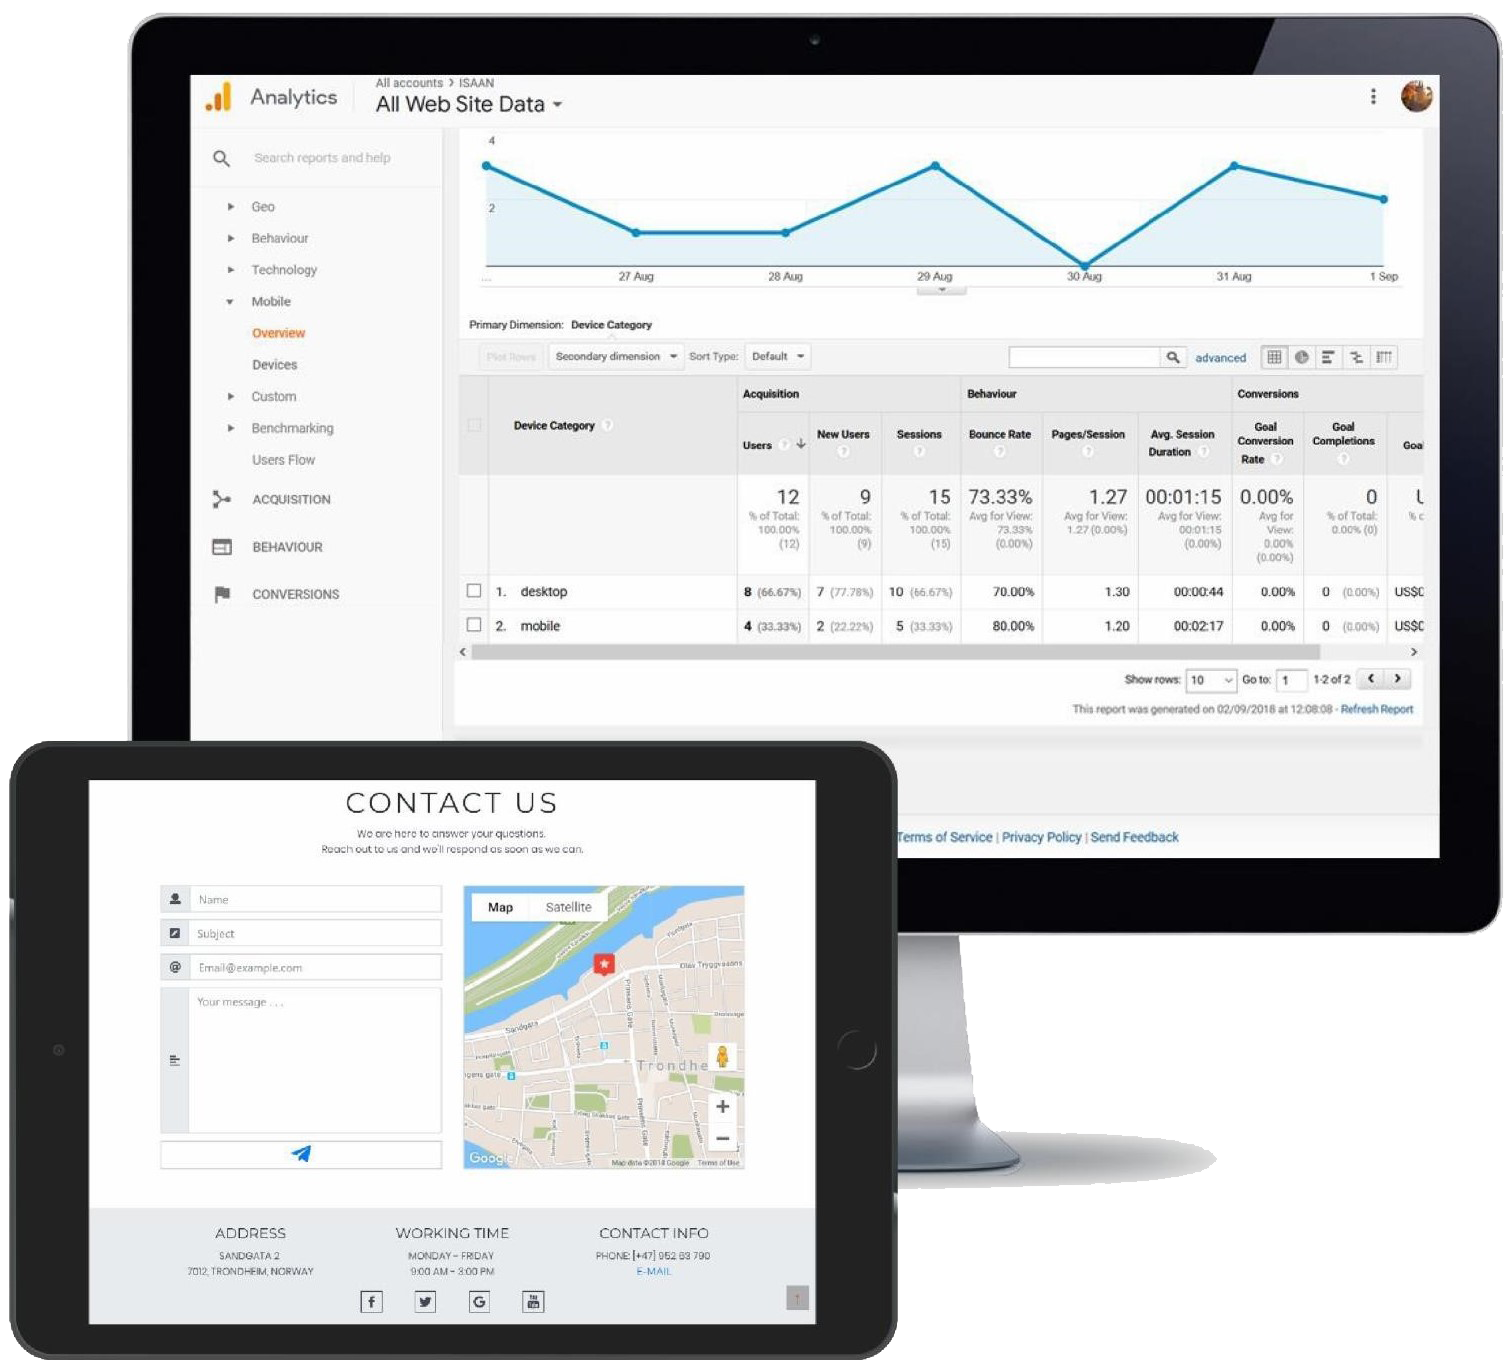 All accounts > ISAAN
Analytics
All Web Site Data
Search reports and help
Geo
Behaviour
Technology
Mobile
Overview
Devices
Custom
Benchmarking
Users Flow
ACQUISITION
BEHAVIOUR
CONVERSIONS
4
2
... 27 Aug 28 Aug 29 Aug 30 Aug 31 Aug 1 Sep
Primary Dimension: Device Category
Plot Rows Secondary dimension Sort Type: Default advanced
Acquisition Behaviour Conversions
Device Category Users New Users Sessions Bounce Rate Pages/Session Avg. Session Duration Goal Conversion Rate Goal Completions Goal
12 9 15 73.33% 1.27 00:01:15 0.00% 0
% of Total: % of Total: % of Total: Avg for View: Avg for View: Avg for View: Avg for % of Total:
100.00% 100.00% 100.00% 73.33% 1.27 (0.00%) 00:01:15 View: 0.00% (0)
(12) (9) (15) (0.00%) (0.00%) 0.00%
(0.00%)
1. desktop 8 (66.67%) 7 (77.78%) 10 (66.67%) 70.00% 1.30 00:00:44 0.00% 0 (0.00%)
2. mobile 4 (33.33%) 2 (22.22%) 5 (33.33%) 80.00% 1.20 00:02:17 0.00% 0 (0.00%)
Show rows: 10 Go to: 1 1-2 of 2
This report was generated on 02/09/2018 at 12:08:08 - Refresh Report
Terms of Service | Privacy Policy | Send Feedback
CONTACT US
We are here to answer your questions.
Reach out to us and we'll respond as soon as we can.
Name
Subject
Email@example.com
Your message . . .
Map Satellite
Olav Tryggvasons
Sandgata
Prinsens Gate
Trondhe
Google
Map data ©2018 Google Terms of Use
ADDRESS
SANDGATA 2
7012, TRONDHEIM, NORWAY
WORKING TIME
MONDAY - FRIDAY
9:00 AM - 3:00 PM
CONTACT INFO
PHONE: [+47] 952 63 790
E-MAIL